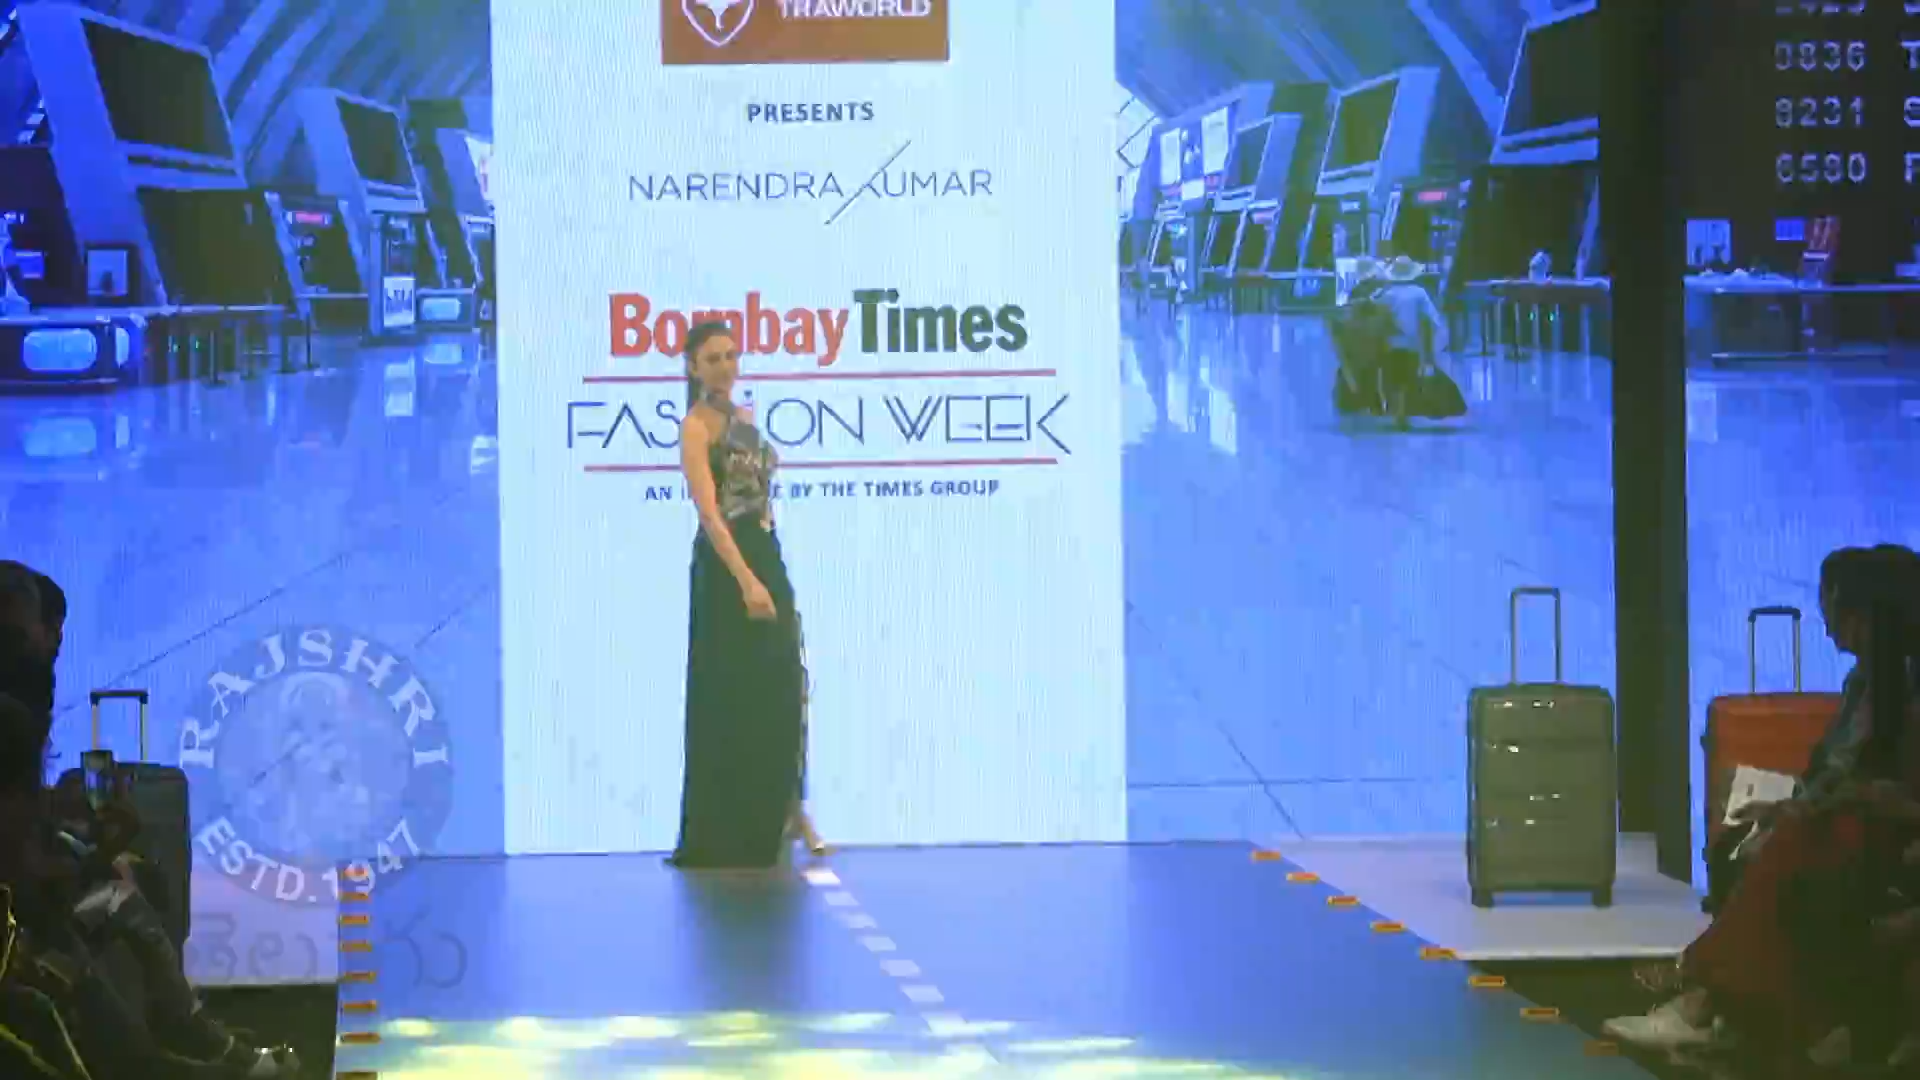 TRAWORLD
PRESENTS
NARENDRA KUMAR
Bombay Times
FASHION WEEK
AN BY THE TIMES GROUP
0836 T
8231 S
6580 F
RAJSHRI
ESTD.1947
తెలుగు